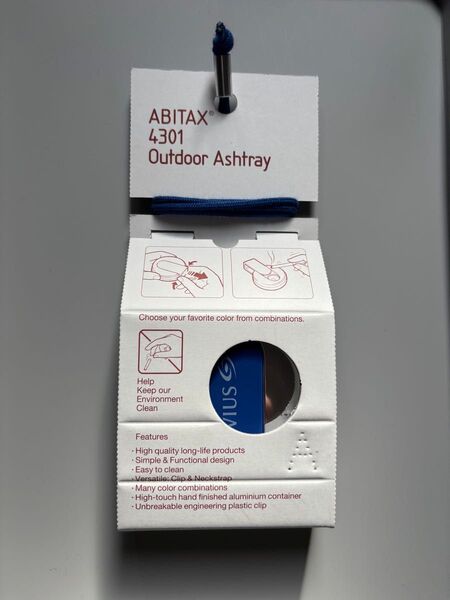 ABITAX®
4301
Outdoor Ashtray
Choose your favorite color from combinations.
Help
Keep our
Environment
Clean
VIUS
Features
· High quality long-life products
· Simple & Functional design
· Easy to clean
· Versatile: Clip & Neckstrap
· Many color combinations
· High-touch hand finished aluminium container
· Unbreakable engineering plastic clip